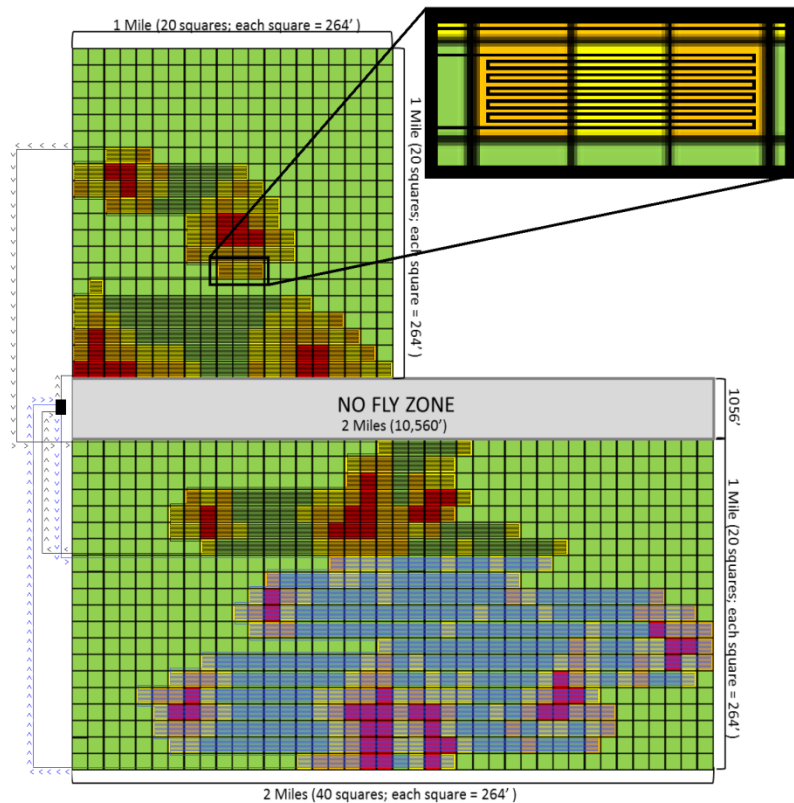 1 Mile (20 squares; each square = 264’)
1 Mile (20 squares; each square = 264’)
NO FLY ZONE
2 Miles (10,560’)
1056’
1 Mile (20 squares; each square = 264’)
2 Miles (40 squares; each square = 264’)